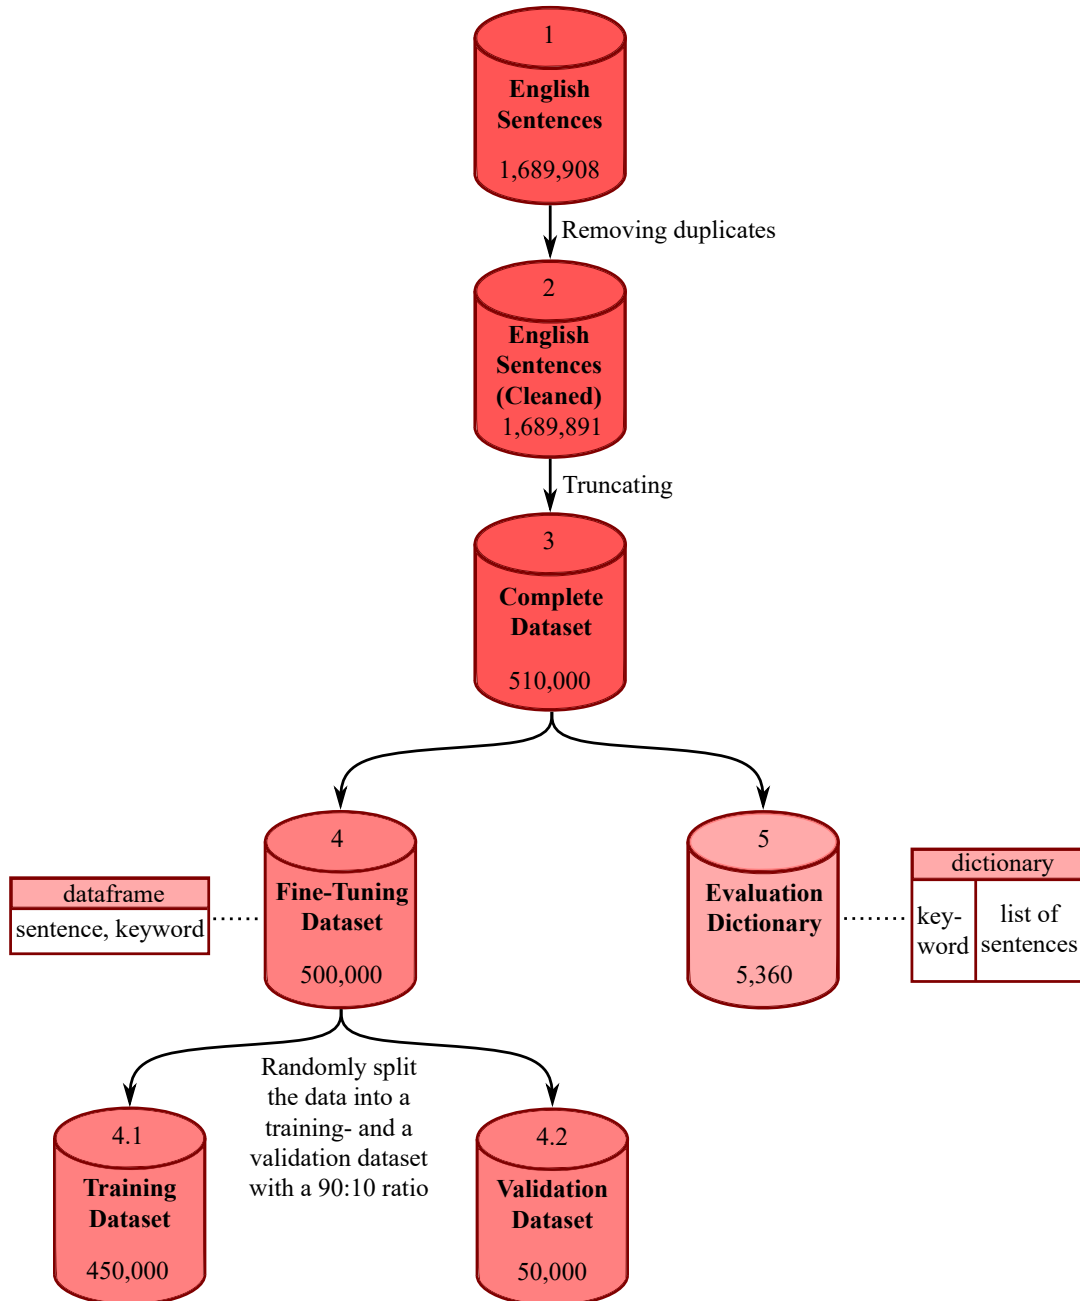 1
English
Sentences
1,689,908
Removing duplicates
2
English
Sentences
(Cleaned)
1,689,891
Truncating
3
Complete
Dataset
510,000
4
Fine-Tuning
Dataset
500,000
dataframe
sentence, keyword
5
Evaluation
Dictionary
5,360
dictionary
key-
word
list of
sentences
Randomly split
the data into a
training- and a
validation dataset
with a 90:10 ratio
4.1
Training
Dataset
450,000
4.2
Validation
Dataset
50,000